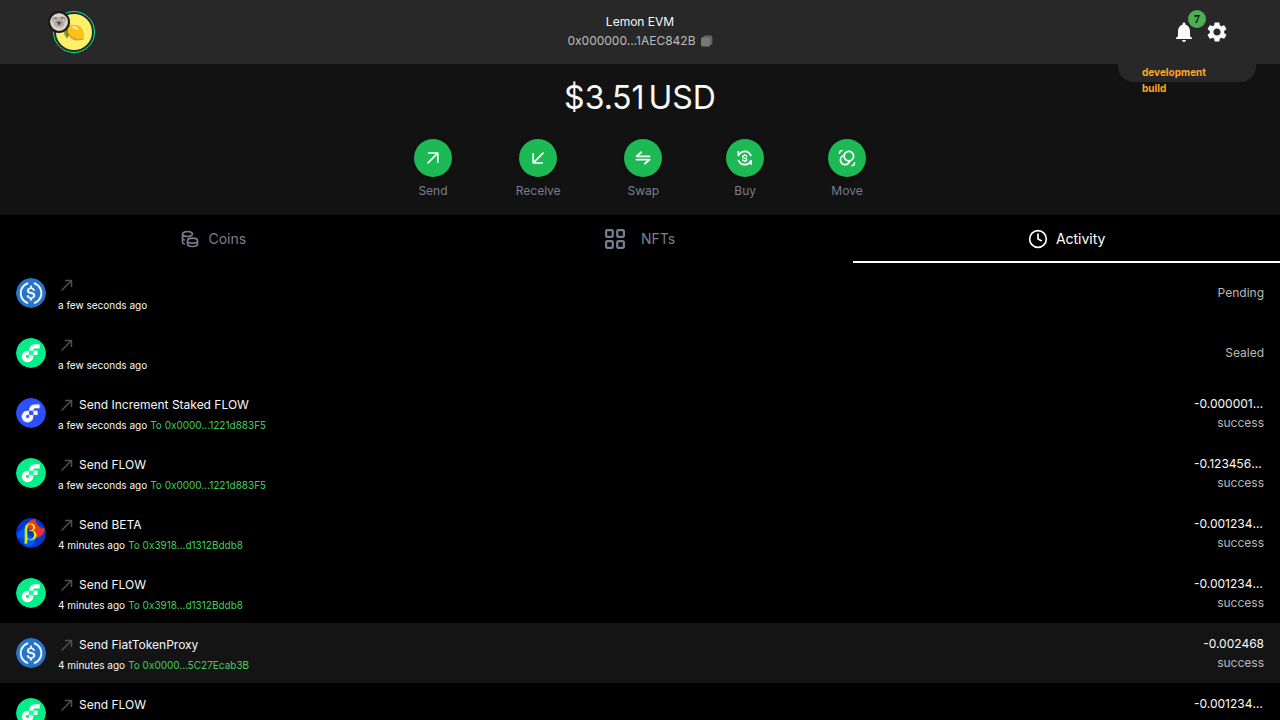 Lemon EVM
0x000000...1AEC842B
7
development
build
$3.51 USD
Send
Receive
Swap
Buy
Move
Coins
NFTs
Activity
a few seconds ago
Pending
a few seconds ago
Sealed
Send Increment Staked FLOW
-0.000001...
a few seconds ago To 0x0000...1221d883F5
success
Send FLOW
-0.123456...
a few seconds ago To 0x0000...1221d883F5
success
Send BETA
-0.001234...
4 minutes ago To 0x3918...d1312Bddb8
success
Send FLOW
-0.001234...
4 minutes ago To 0x3918...d1312Bddb8
success
Send FiatTokenProxy
-0.002468
4 minutes ago To 0x0000...5C27Ecab3B
success
Send FLOW
-0.001234...